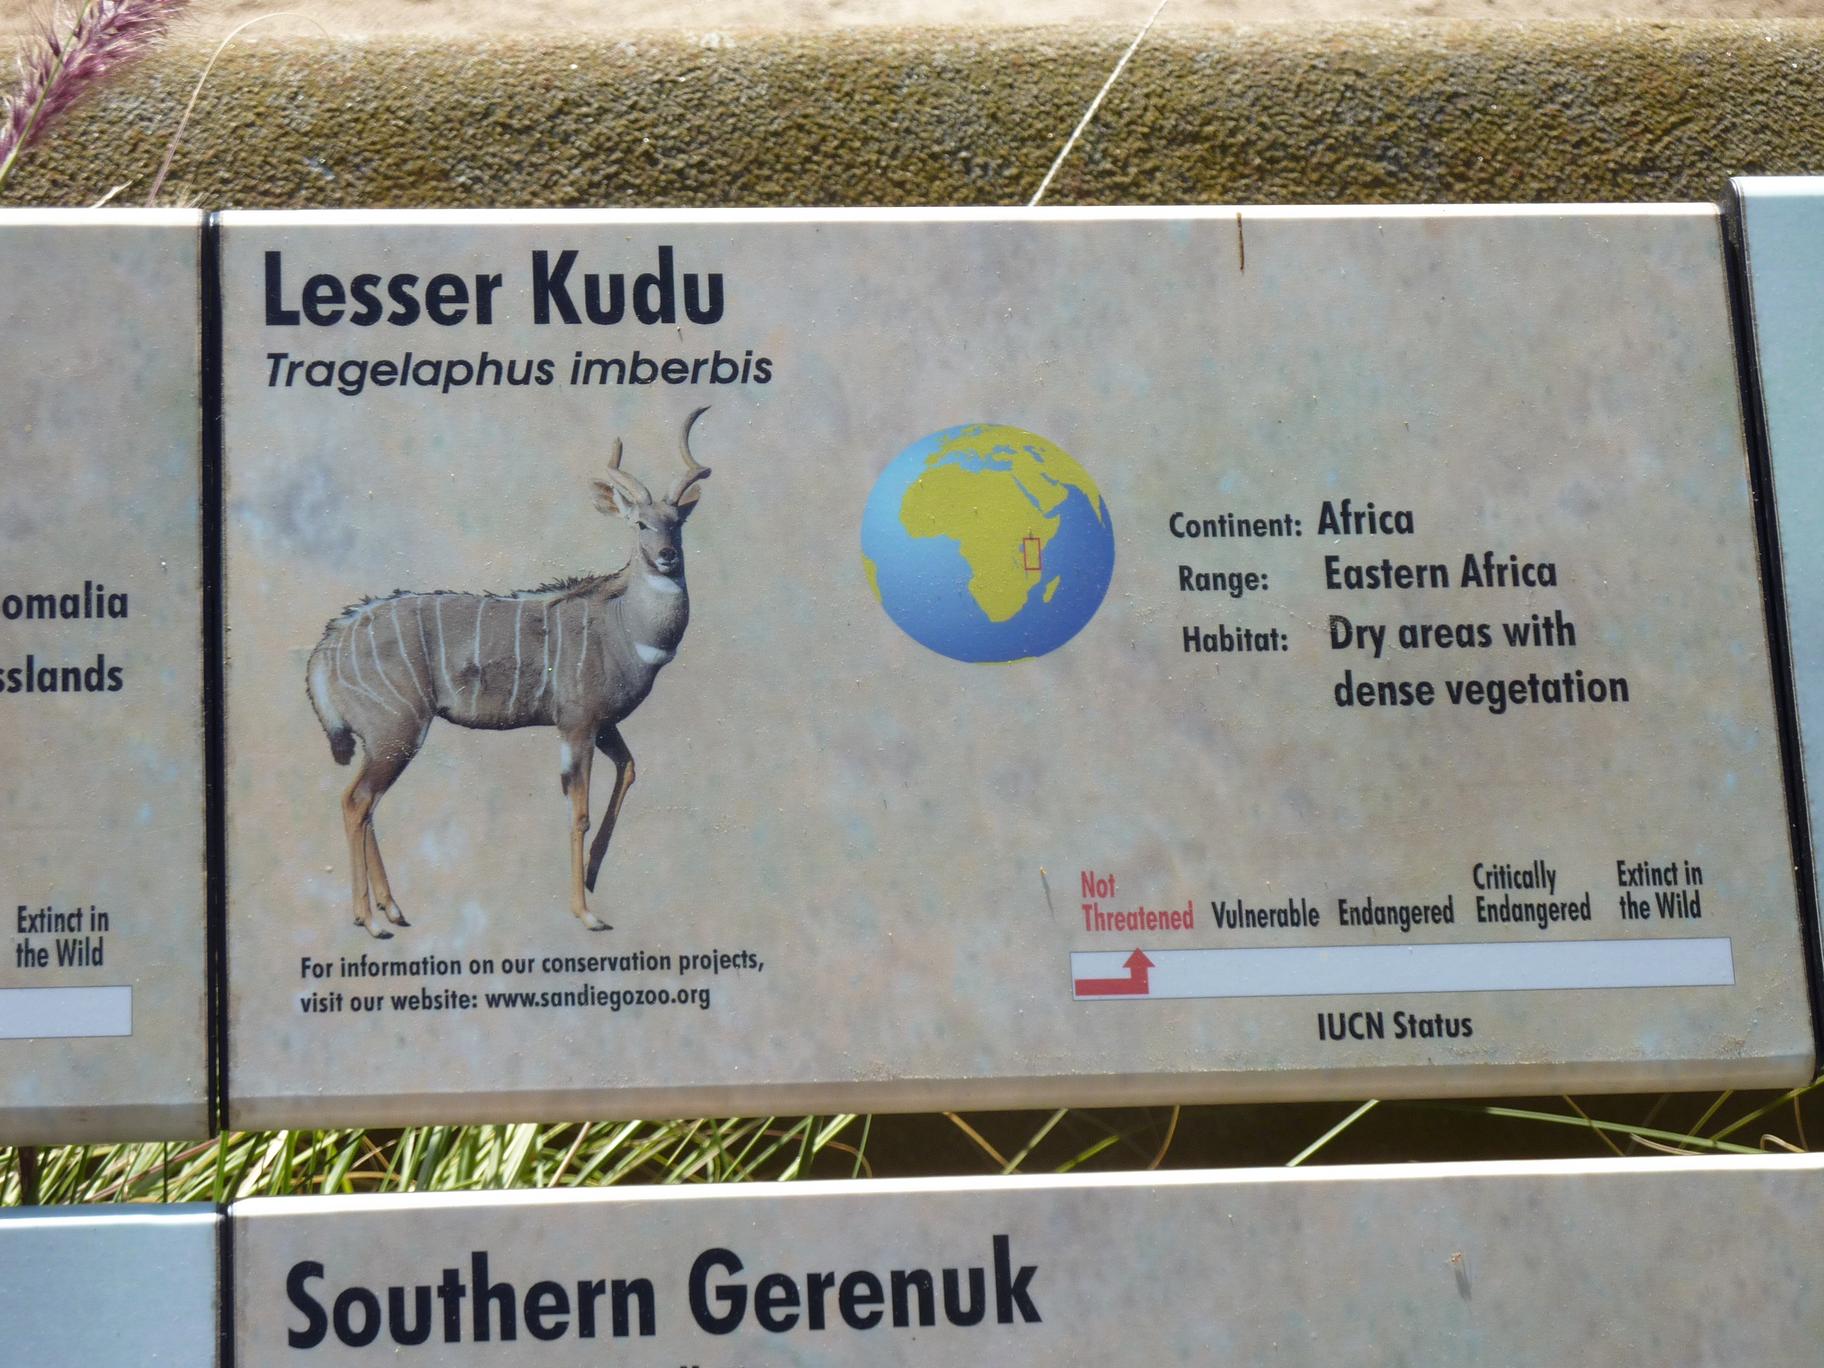 Lesser Kudu
Tragelaphus imberbis
Continent: Africa
Range: Eastern Africa
Habitat: Dry areas with
dense vegetation
Not
Threatened
Vulnerable
Endangered
Critically
Endangered
Extinct in
the Wild
IUCN Status
For information on our conservation projects,
visit our website: www.sandiegozoo.org
omalia
sslands
Extinct in
the Wild
Southern Gerenuk